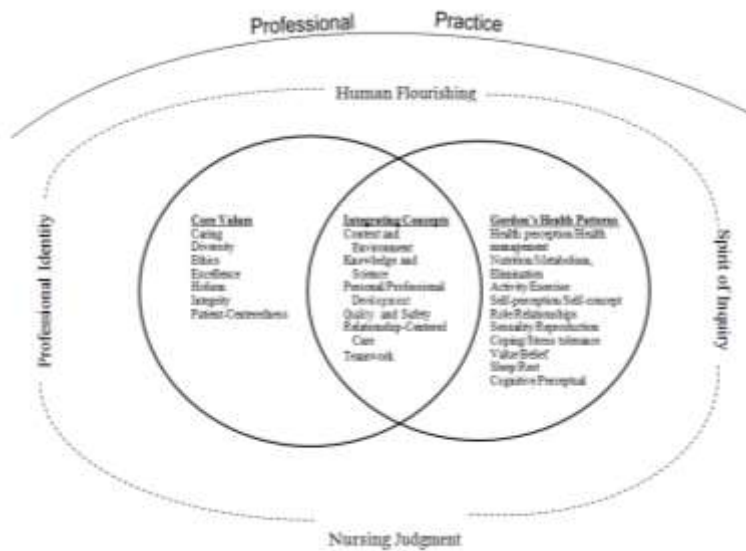 Professional Practice
Human Flourishing
Professional Identity
Core Values
Caring
Diversity
Ethics
Excellence
Holism
Integrity
Patient-Centeredness
Integrating Concepts
Context and
Environment
Knowledge and
Science
Personal/Professional
Development
Quality and Safety
Relationship-Centered
Care
Teamwork
Gordon's Health Patterns
Health perception/Health
management
Nutrition/Metabolism,
Elimination
Activity/Exercise
Self-perception/Self-concept
Role/Relationships
Sexuality/Reproduction
Coping/Stress tolerance
Value/Belief
Sleep/Rest
Cognitive/Perceptual
Spirit of Inquiry
Nursing Judgment